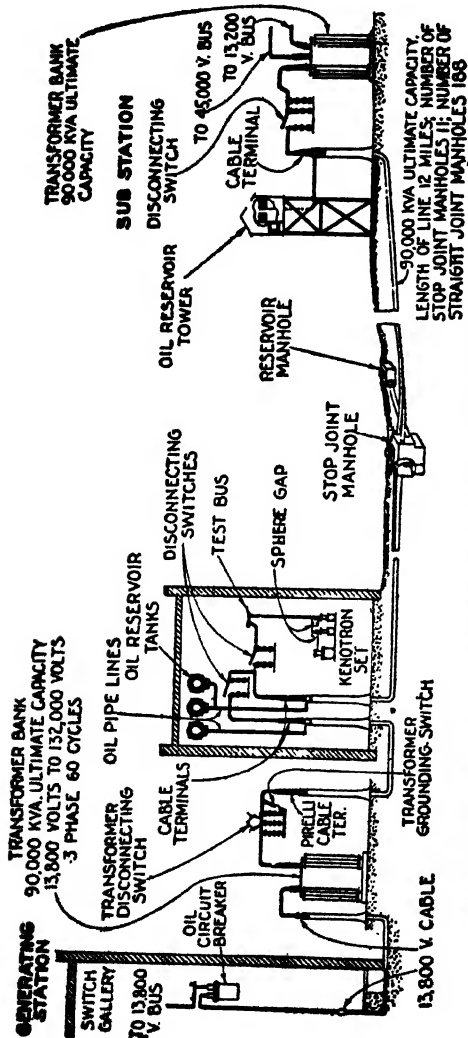 GENERATING
STATION
SWITCH
GALLERY
TO 13,800
V. BUS
OIL
CIRCUIT
BREAKER
13,800 V. CABLE
TRANSFORMER BANK
90,000 KVA. ULTIMATE CAPACITY
13,800 VOLTS TO 132,000 VOLTS
3 PHASE 60 CYCLES
TRANSFORMER
DISCONNECTING
SWITCH
PIRELLI
CABLE
TER.
TRANSFORMER
GROUNDING SWITCH
CABLE
TERMINALS
OIL PIPE LINES
OIL RESERVOIR
TANKS
DISCONNECTING
SWITCHES
TEST BUS
SPHERE GAP
KENOTRON
SET
STOP JOINT
MANHOLE
RESERVOIR
MANHOLE
OIL RESERVOIR
TOWER
SUB STATION
DISCONNECTING
SWITCH
CABLE
TERMINAL
TRANSFORMER BANK
90000 KVA ULTIMATE
CAPACITY
TO 45,000 V. BUS
TO 13,200
V. BUS
90,000 KVA ULTIMATE CAPACITY.
LENGTH OF LINE 12 MILES; NUMBER OF
STOP JOINT MANHOLES 11; NUMBER OF
STRAIGHT JOINT MANHOLES 188